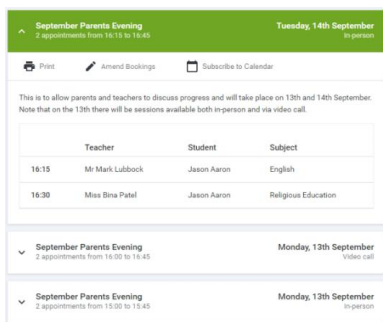 September Parents Evening Tuesday, 14th September
2 appointments from 16:15 to 16:45 In-person
Print Amend Bookings Subscribe to Calendar
This is to allow parents and teachers to discuss progress and will take place on 13th and 14th September.
Note that on the 13th there will be sessions available both in-person and via video call.
Teacher Student Subject
16:15 Mr Mark Lubbock Jason Aaron English
16:30 Miss Bina Patel Jason Aaron Religious Education
September Parents Evening Monday, 13th September
2 appointments from 16:00 to 16:45 Video call
September Parents Evening Monday, 13th September
2 appointments from 15:00 to 15:45 In-person